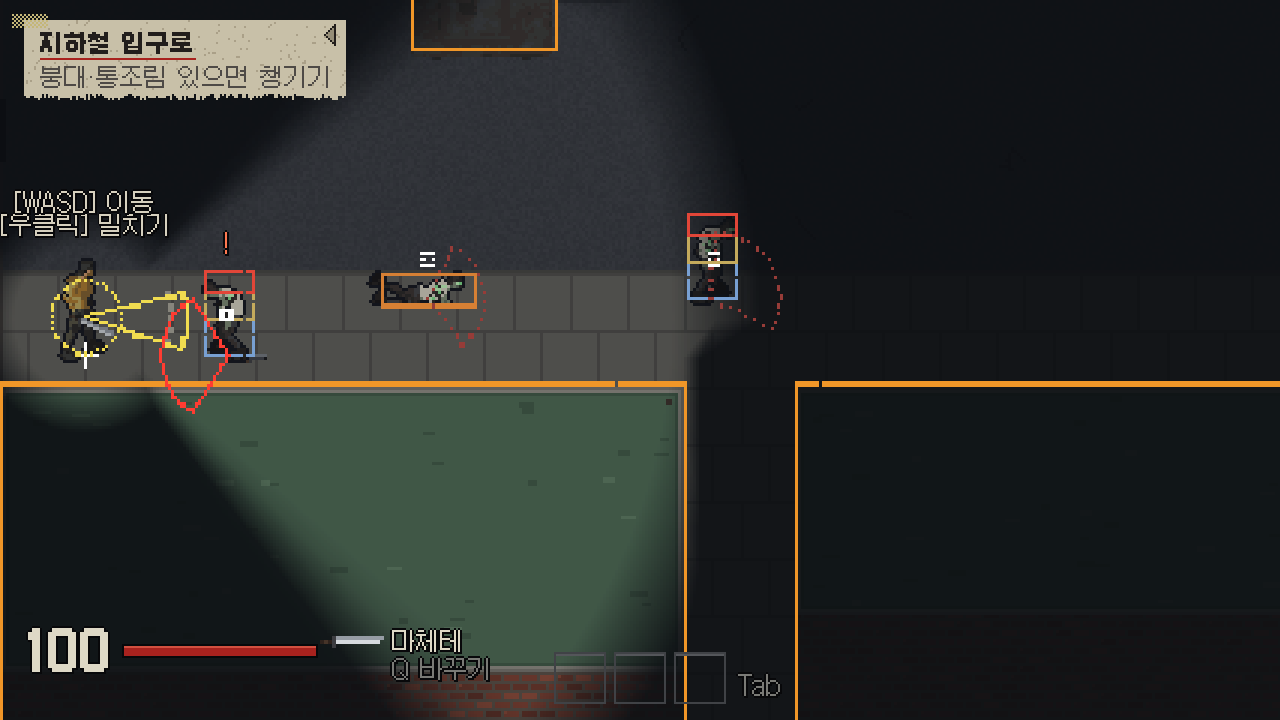 지하철 입구로
붕대·통조림 있으면 챙기기
[WASD] 이동
[우클릭] 밀치기
!
100
마체테
Q 바꾸기
Tab